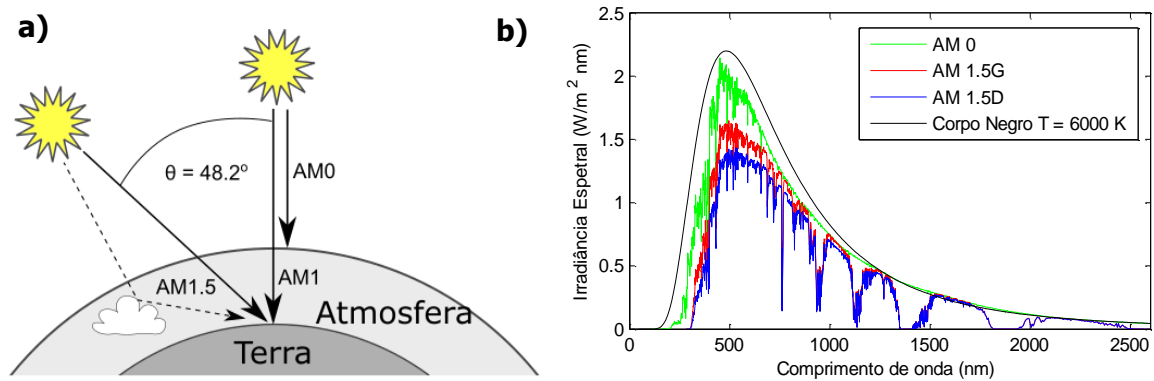 a)
θ = 48.2º
AM0
AM1.5
AM1
Atmosfera
Terra
b)
Irradiância Espetral (W/m² nm)
2.5
2
1.5
1
0.5
0
0
500
1000
1500
2000
2500
Comprimento de onda (nm)
AM 0
AM 1.5G
AM 1.5D
Corpo Negro T = 6000 K